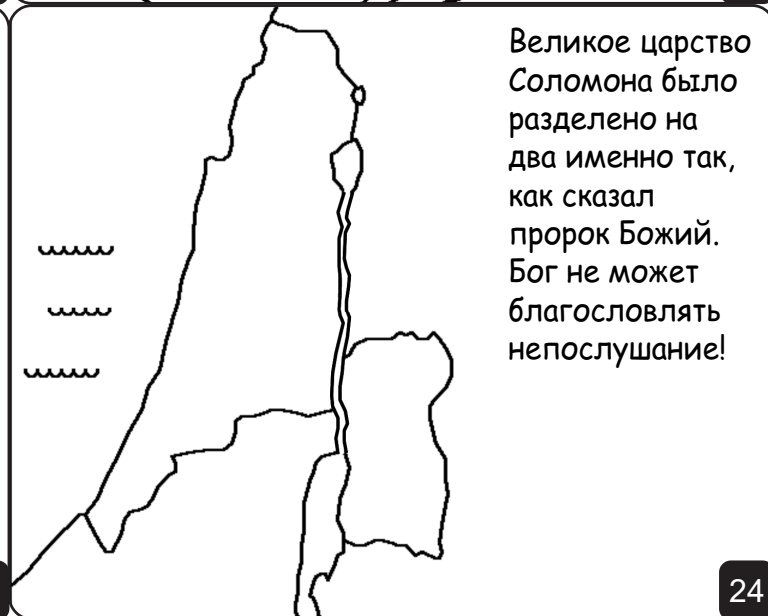 Великое царство
Соломона было
разделено на
два именно так,
как сказал
пророк Божий.
Бог не может
благословлять
непослушание!
24